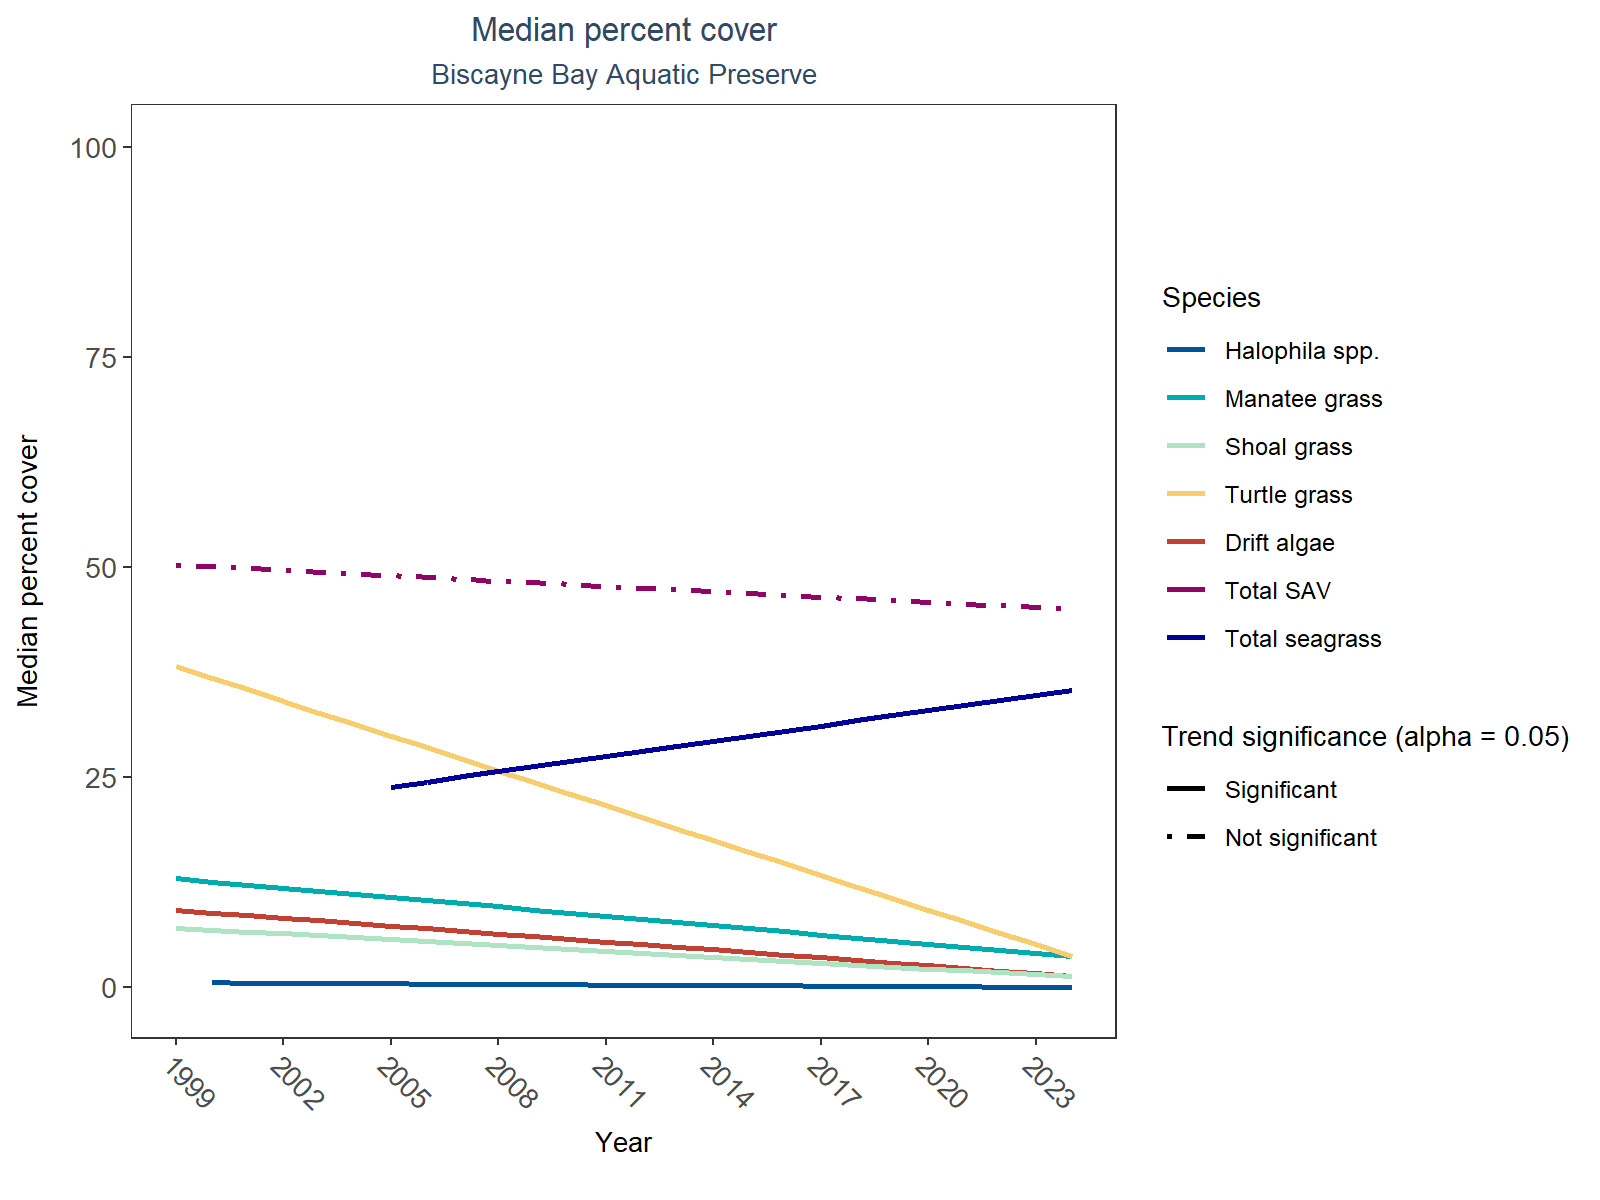 Median percent cover
Biscayne Bay Aquatic Preserve
Median percent cover
100
75
50
25
0
1999
2002
2005
2008
2011
2014
2017
2020
2023
Year
Species
Halophila spp.
Manatee grass
Shoal grass
Turtle grass
Drift algae
Total SAV
Total seagrass
Trend significance (alpha = 0.05)
Significant
Not significant